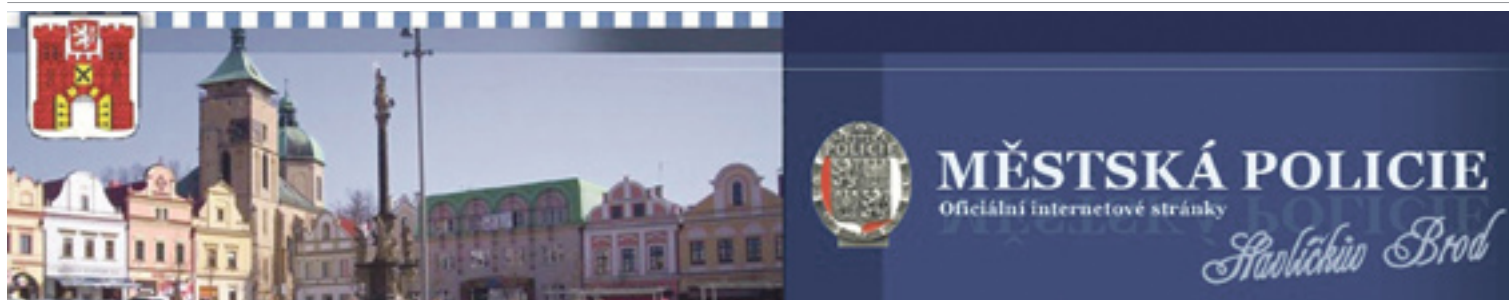 POLICIE
MĚSTSKÁ POLICIE
Oficiální internetové stránky
Havlíčkův Brod